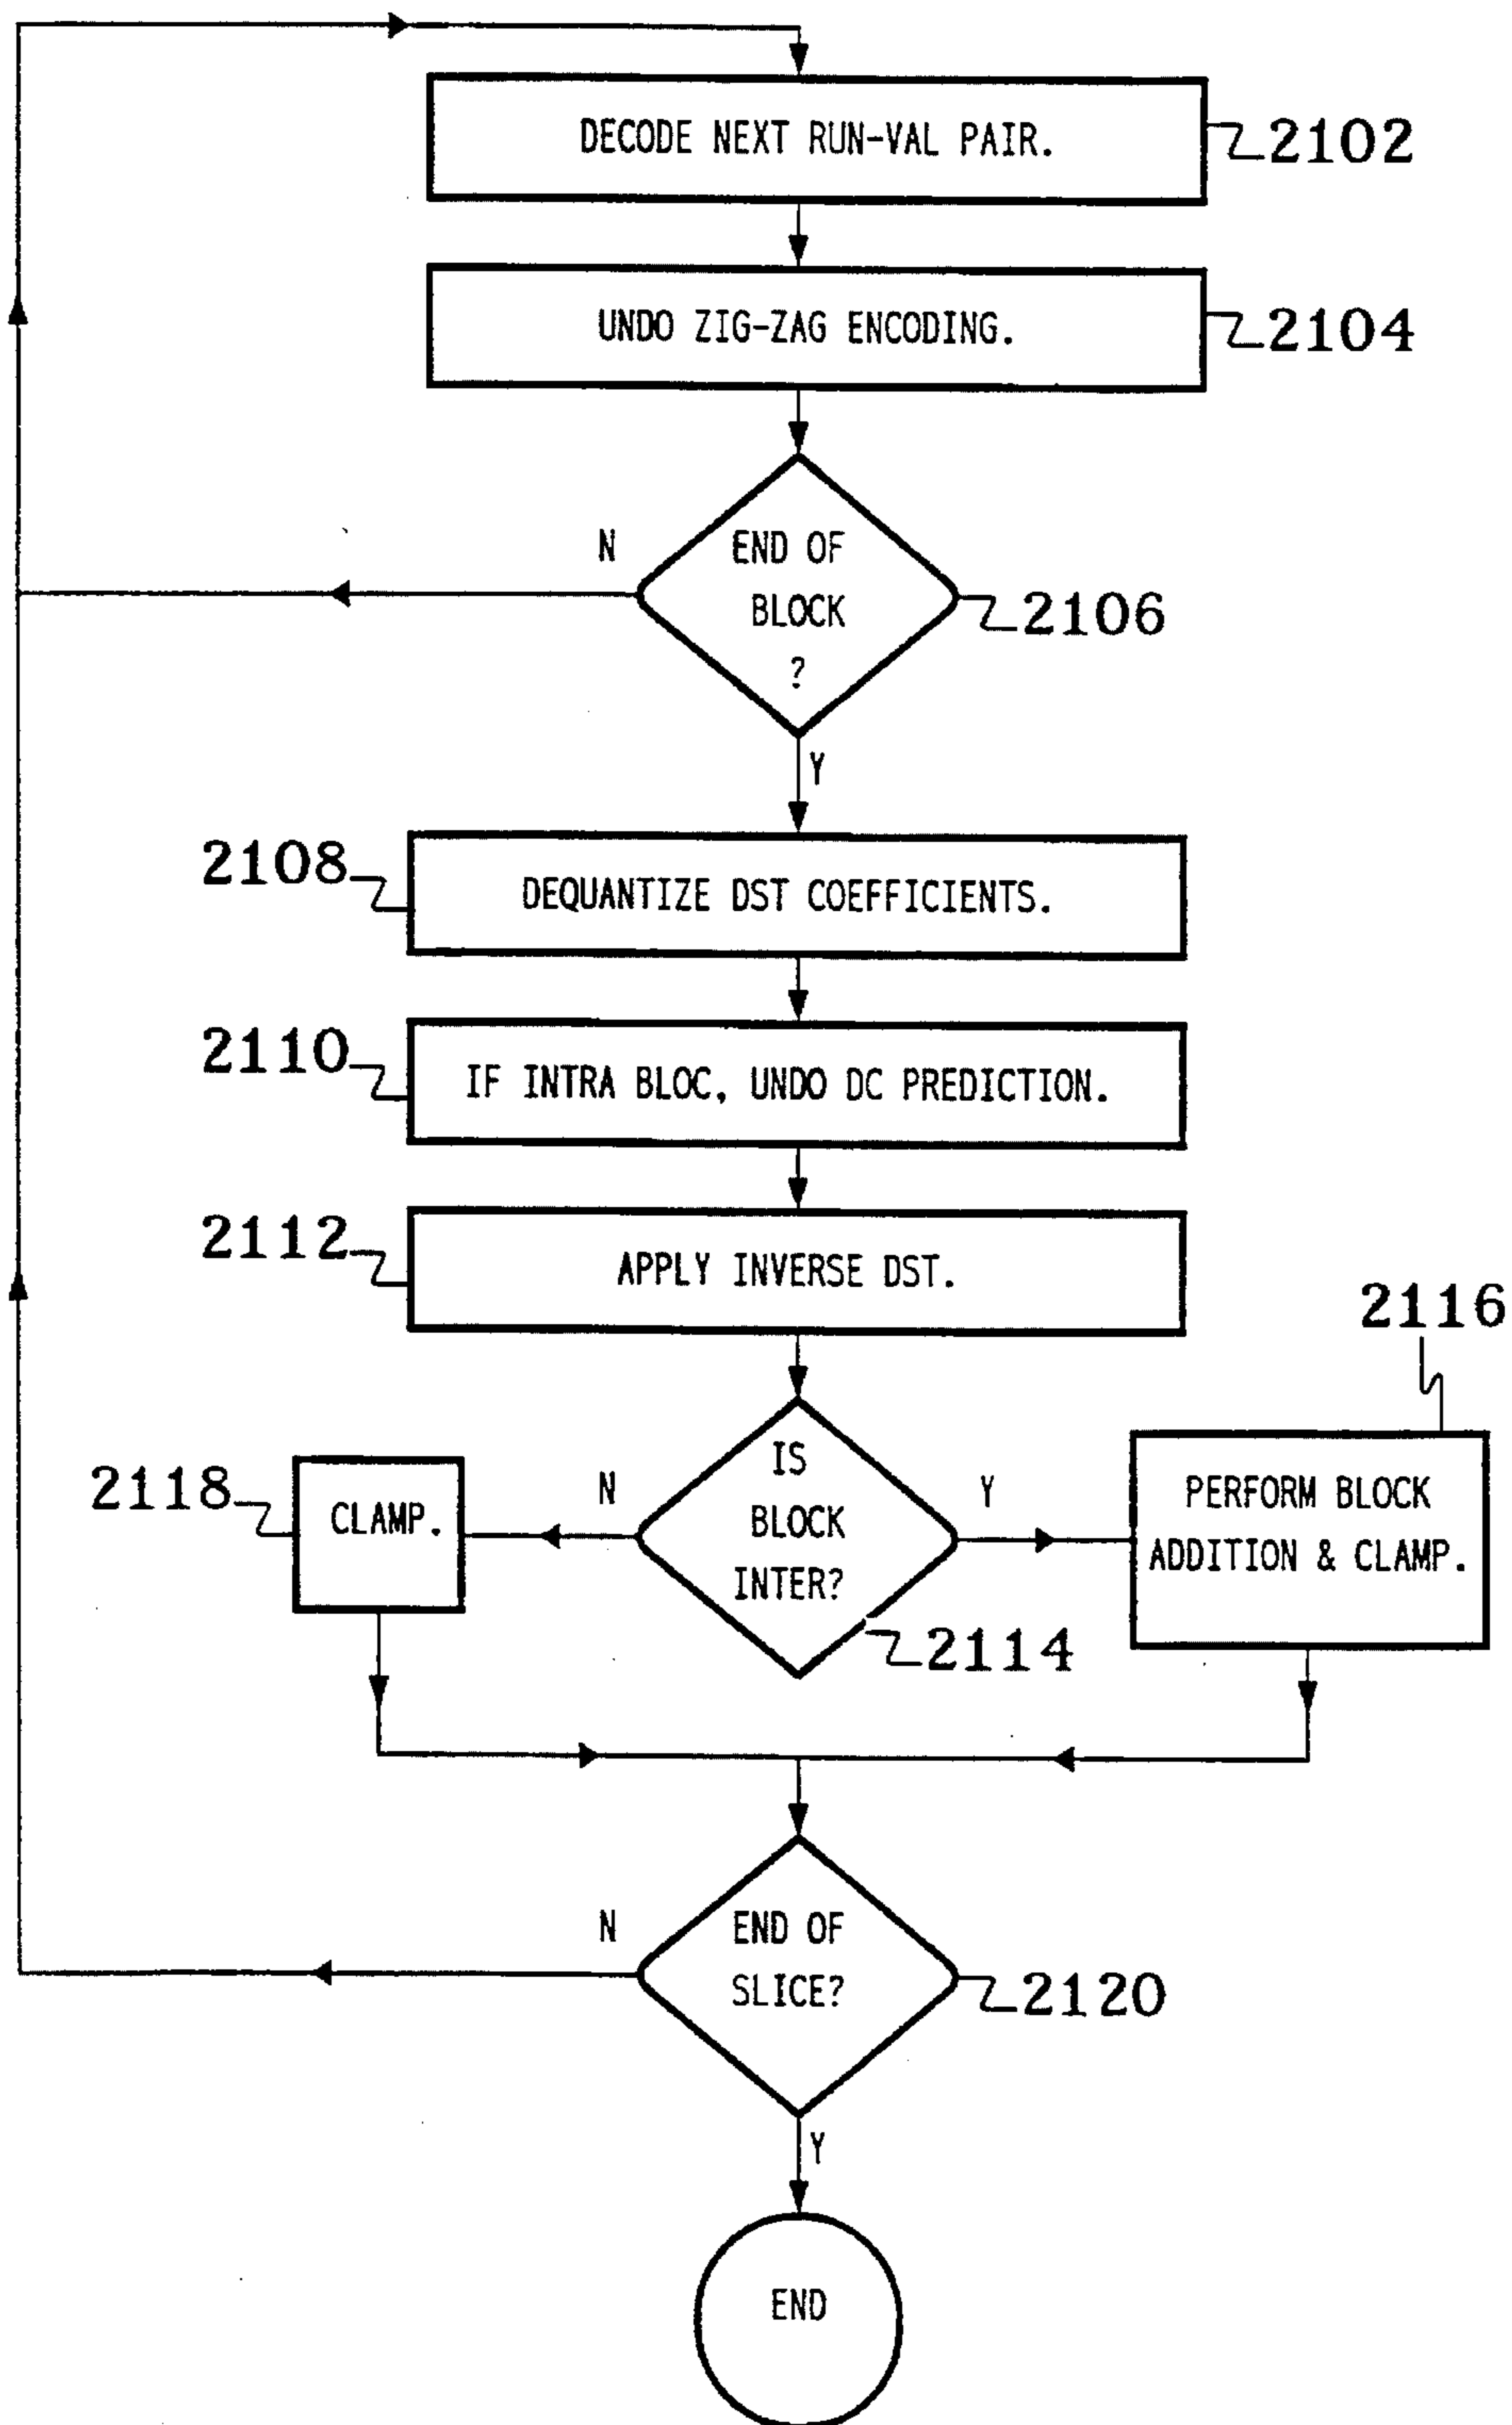 DECODE NEXT RUN-VAL PAIR.
2102
UNDO ZIG-ZAG ENCODING.
2104
N
END OF
BLOCK
?
2106
Y
2108
DEQUANTIZE DST COEFFICIENTS.
2110
IF INTRA BLOC, UNDO DC PREDICTION.
2112
APPLY INVERSE DST.
2116
2118
CLAMP.
N
IS
BLOCK
INTER?
Y
PERFORM BLOCK
ADDITION & CLAMP.
2114
N
END OF
SLICE?
2120
Y
END